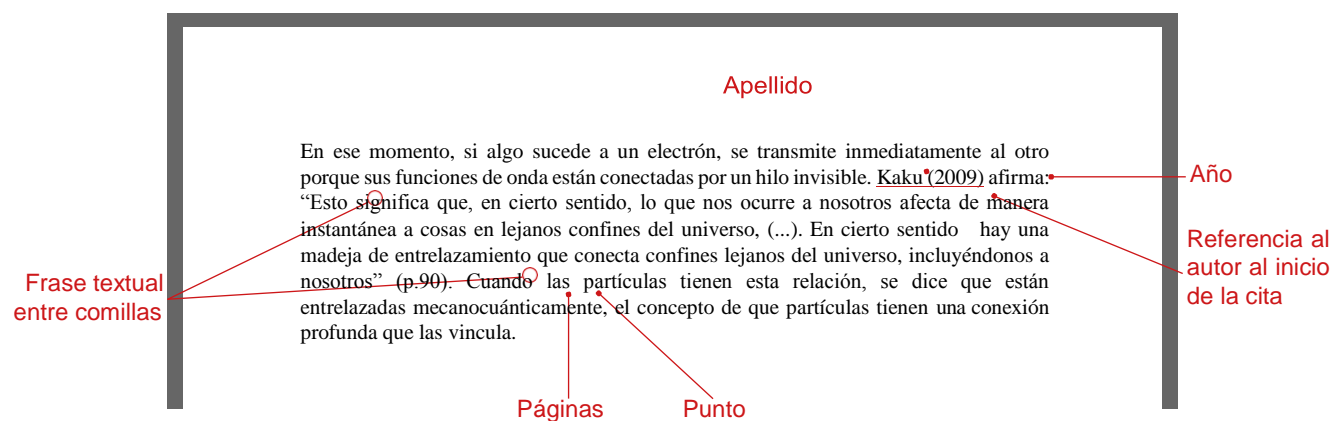 Apellido
En ese momento, si algo sucede a un electrón, se transmite inmediatamente al otro
porque sus funciones de onda están conectadas por un hilo invisible. Kaku (2009) afirma:
“Esto significa que, en cierto sentido, lo que nos ocurre a nosotros afecta de manera
instantánea a cosas en lejanos confines del universo, (...). En cierto sentido hay una
madeja de entrelazamiento que conecta confines lejanos del universo, incluyéndonos a
nosotros” (p.90). Cuando las partículas tienen esta relación, se dice que están
entrelazadas mecanocuánticamente, el concepto de que partículas tienen una conexión
profunda que las vincula.
Año
Referencia al
autor al inicio
de la cita
Frase textual
entre comillas
Páginas
Punto